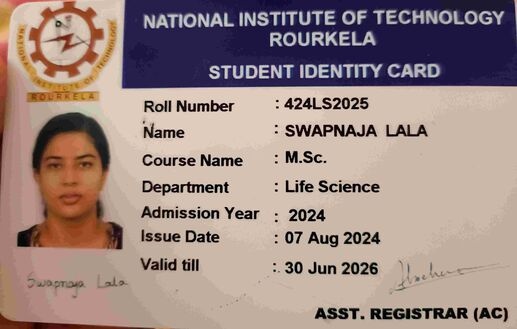 NATIONAL INSTITUTE OF TECHNOLOGY
ROURKELA
STUDENT IDENTITY CARD
NATIONAL INSTITUTE OF TECHNOLOGY
ROURKELA
Roll Number : 424LS2025
Name : SWAPNAJA LALA
Course Name : M.Sc.
Department : Life Science
Admission Year : 2024
Issue Date : 07 Aug 2024
Valid till : 30 Jun 2026
Swapnaja Lala
ASST. REGISTRAR (AC)